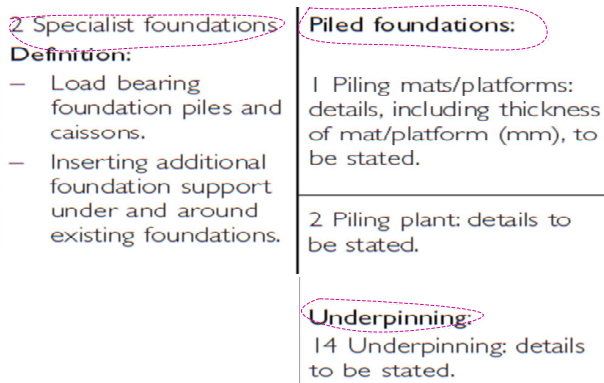 2 Specialist foundations
Definition:
– Load bearing
foundation piles and
caissons.
– Inserting additional
foundation support
under and around
existing foundations.
Piled foundations:
1 Piling mats/platforms:
details, including thickness
of mat/platform (mm), to
be stated.
2 Piling plant: details to
be stated.
Underpinning:
14 Underpinning: details
to be stated.